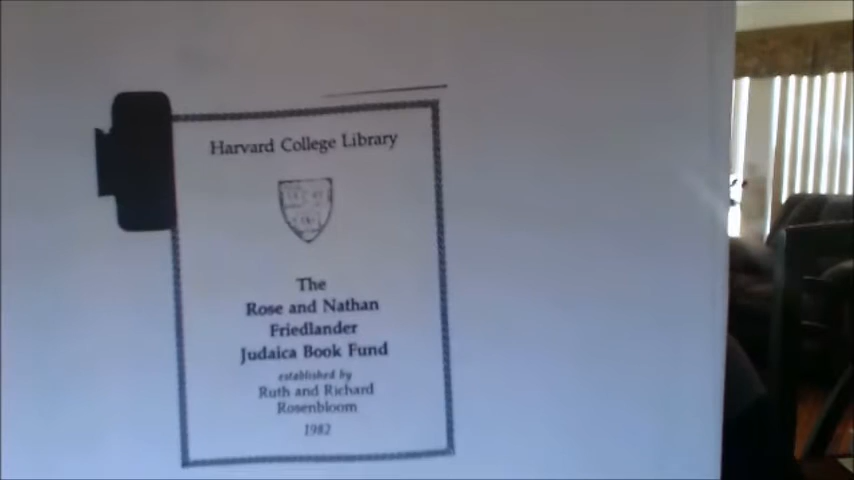 Harvard College Library
The
Rose and Nathan
Friedlander
Judaica Book Fund
established by
Ruth and Richard
Rosenbloom
1982